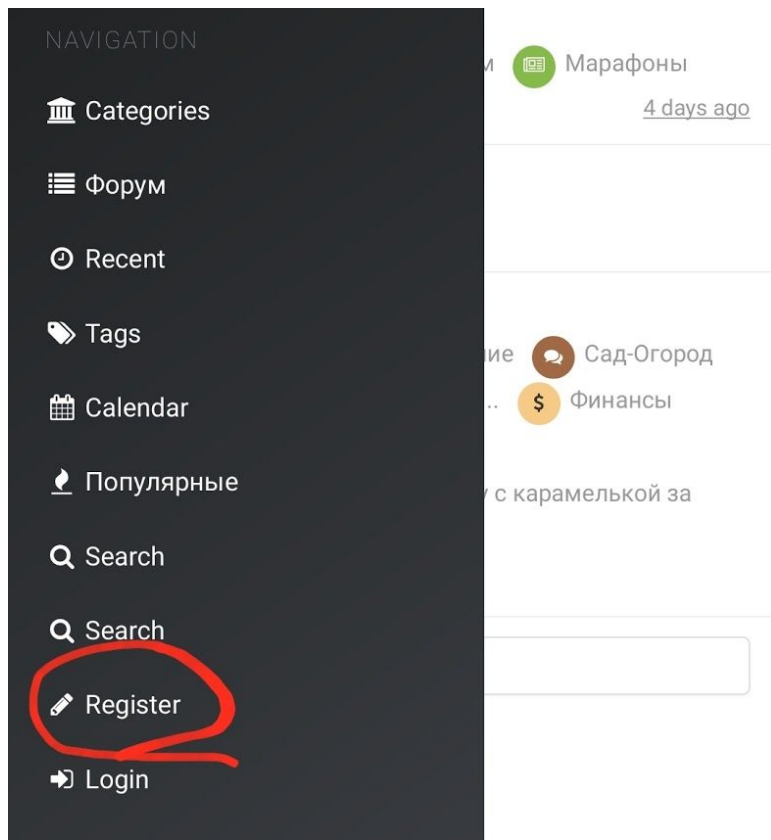 NAVIGATION
Categories
Форум
Recent
Tags
Calendar
Популярные
Search
Search
Register
Login
м Марафоны
4 days ago
ие Сад-Огород
.. $ Финансы
с карамелькой за